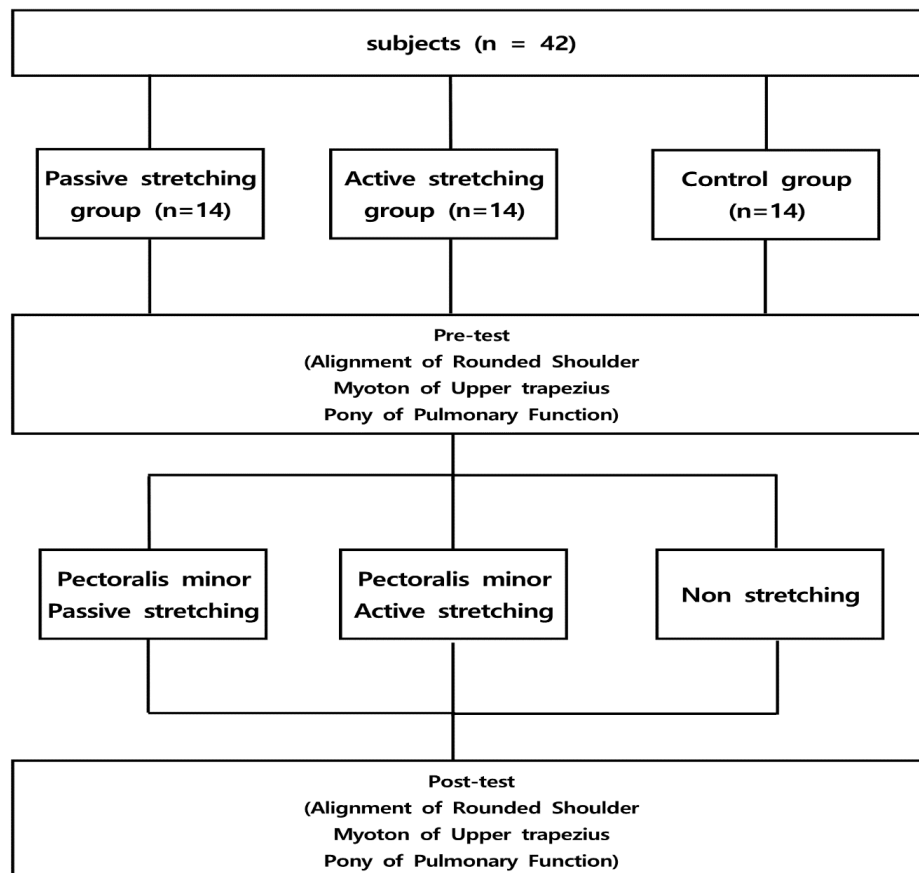 subjects (n = 42)
Passive stretching
group (n=14)
Active stretching
group (n=14)
Control group
(n=14)
Pre-test
(Alignment of Rounded Shoulder
Myoton of Upper trapezius
Pony of Pulmonary Function)
Pectoralis minor
Passive stretching
Pectoralis minor
Active stretching
Non stretching
Post-test
(Alignment of Rounded Shoulder
Myoton of Upper trapezius
Pony of Pulmonary Function)